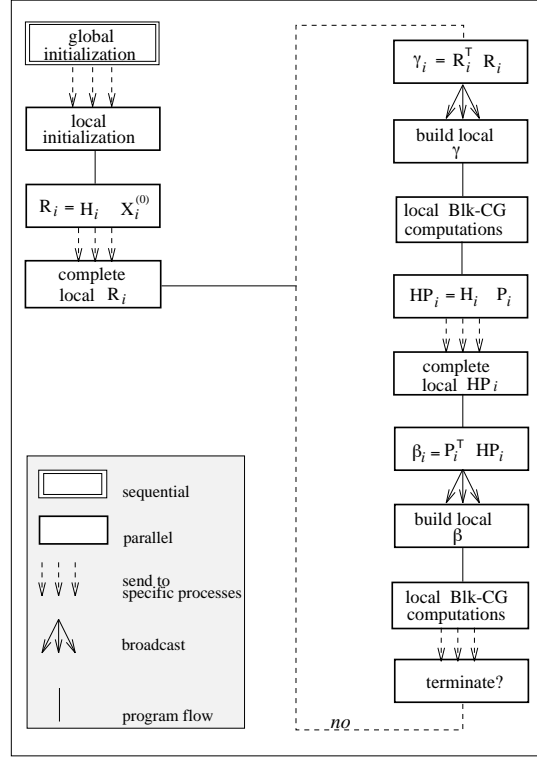 global
initialization
local
initialization
R_i = H_i X_i^(0)
complete
local R_i
γ_i = R_i^T R_i
build local
γ
local Blk-CG
computations
HP_i = H_i P_i
complete
local HP_i
β_i = P_i^T HP_i
build local
β
local Blk-CG
computations
terminate?
no
sequential
parallel
send to
specific processes
broadcast
program flow